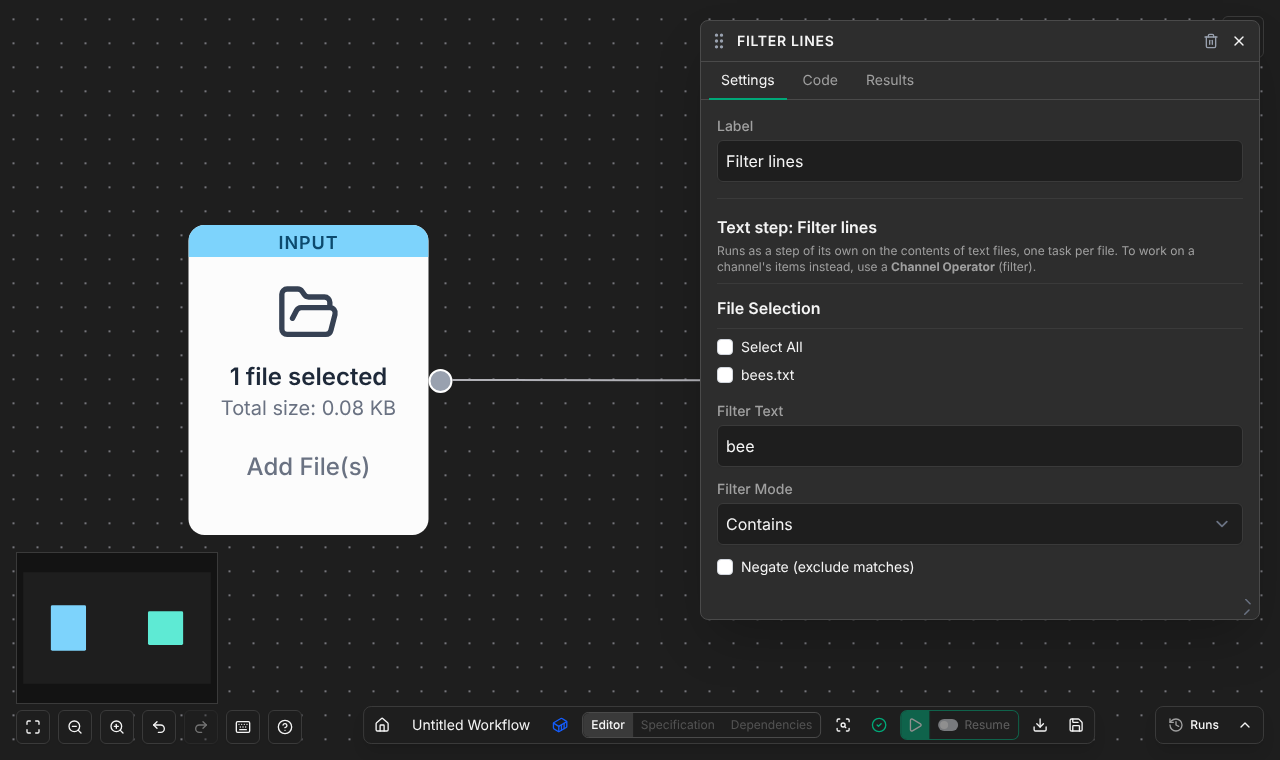 FILTER LINES
Settings
Code
Results
Label
Filter lines
Text step: Filter lines
Runs as a step of its own on the contents of text files, one task per file. To work on a
channel's items instead, use a Channel Operator (filter).
File Selection
Select All
bees.txt
Filter Text
bee
Filter Mode
Contains
Negate (exclude matches)
INPUT
1 file selected
Total size: 0.08 KB
Add File(s)
Untitled Workflow
Editor
Specification
Dependencies
Resume
Runs